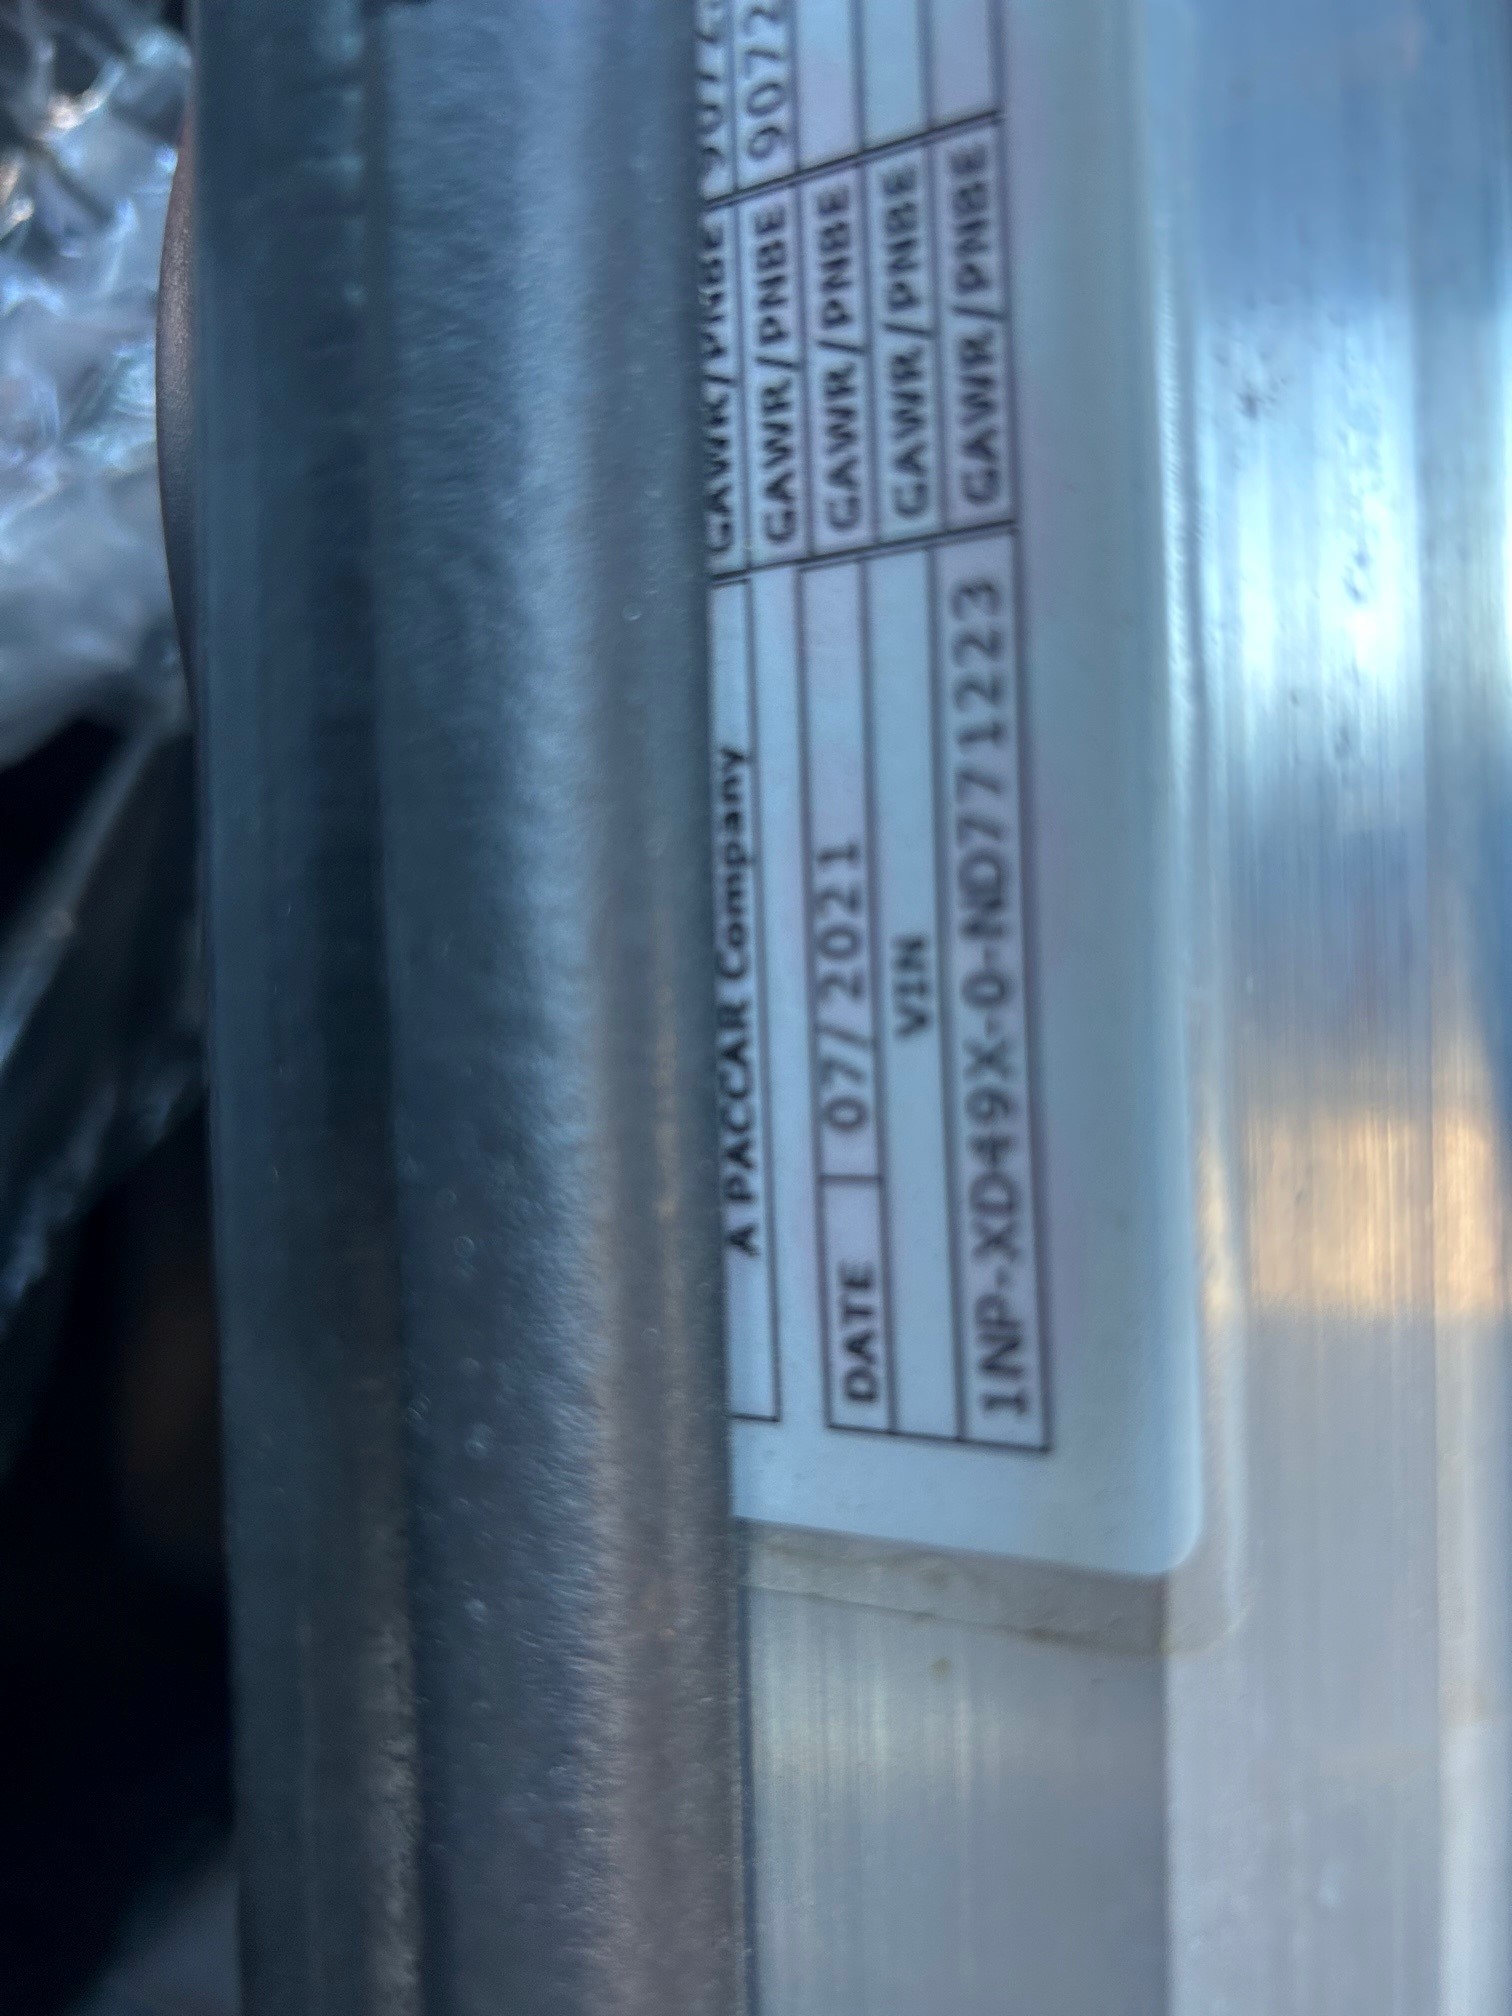 A PACCAR Company
DATE 07/2021
VIN
1NP-XD49X-0-ND771223
GAWR/PNBE 9072
GAWR/PNBE 9072
GAWR/PNBE
GAWR/PNBE
GAWR/PNBE